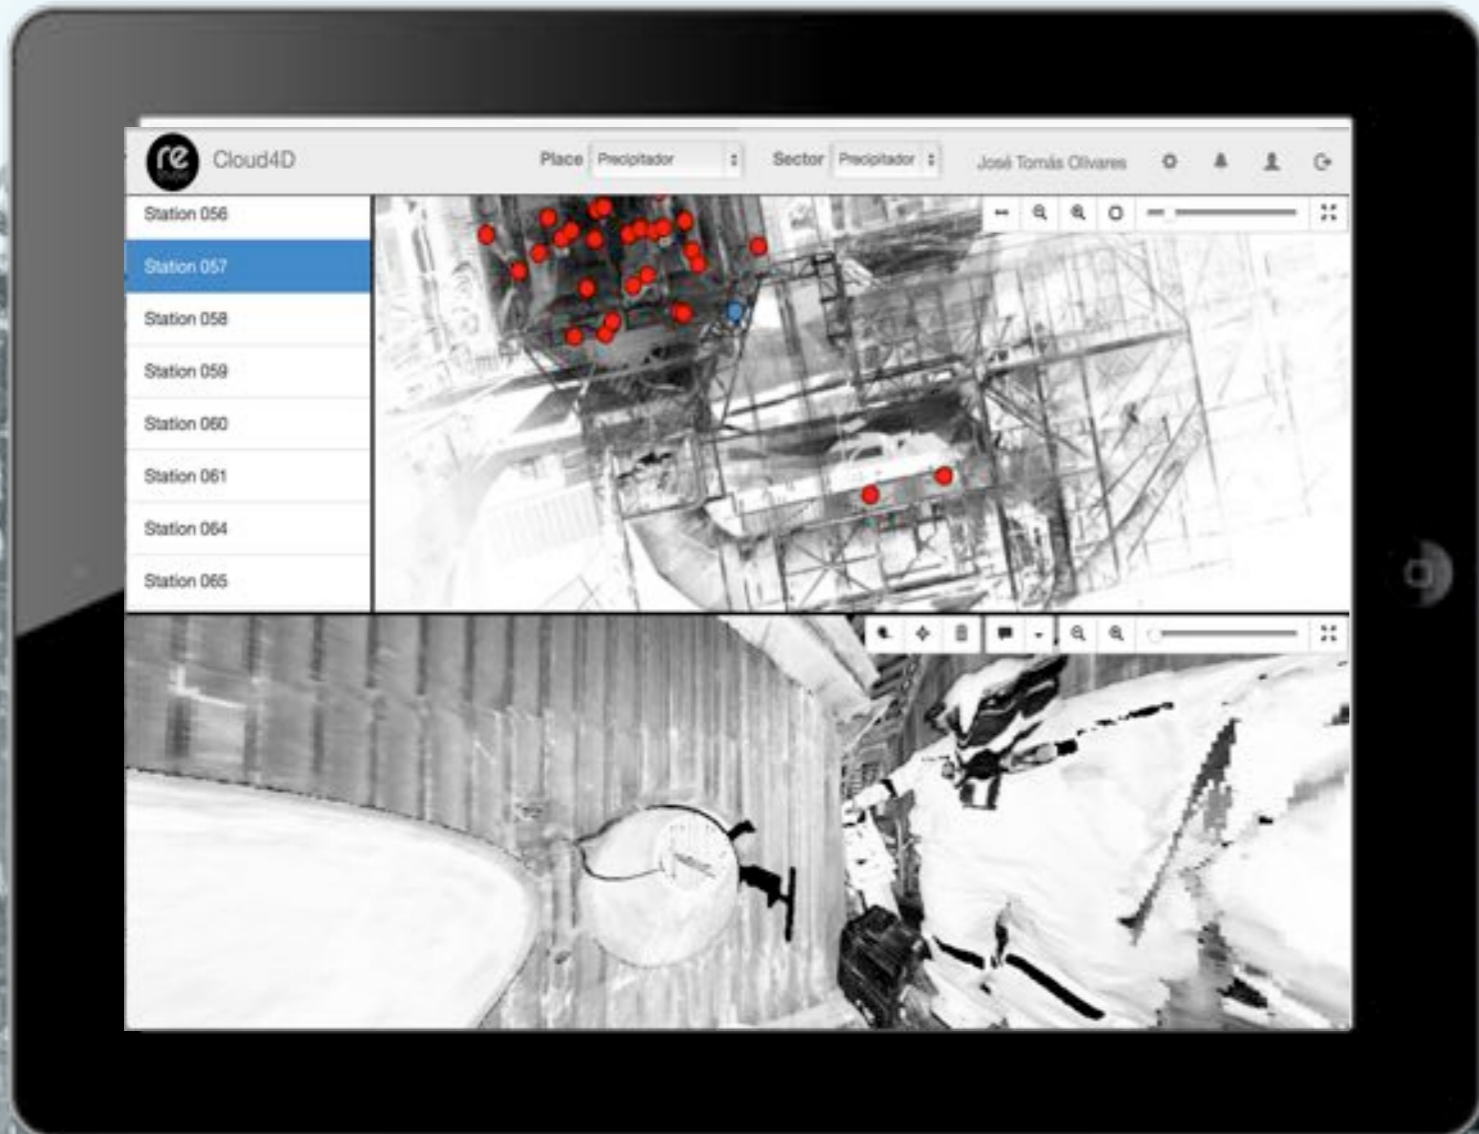 re
Cloud4D
Place Precipitador Sector Precipitador José Tomás Olivares
Station 056
Station 057
Station 058
Station 059
Station 060
Station 061
Station 064
Station 065